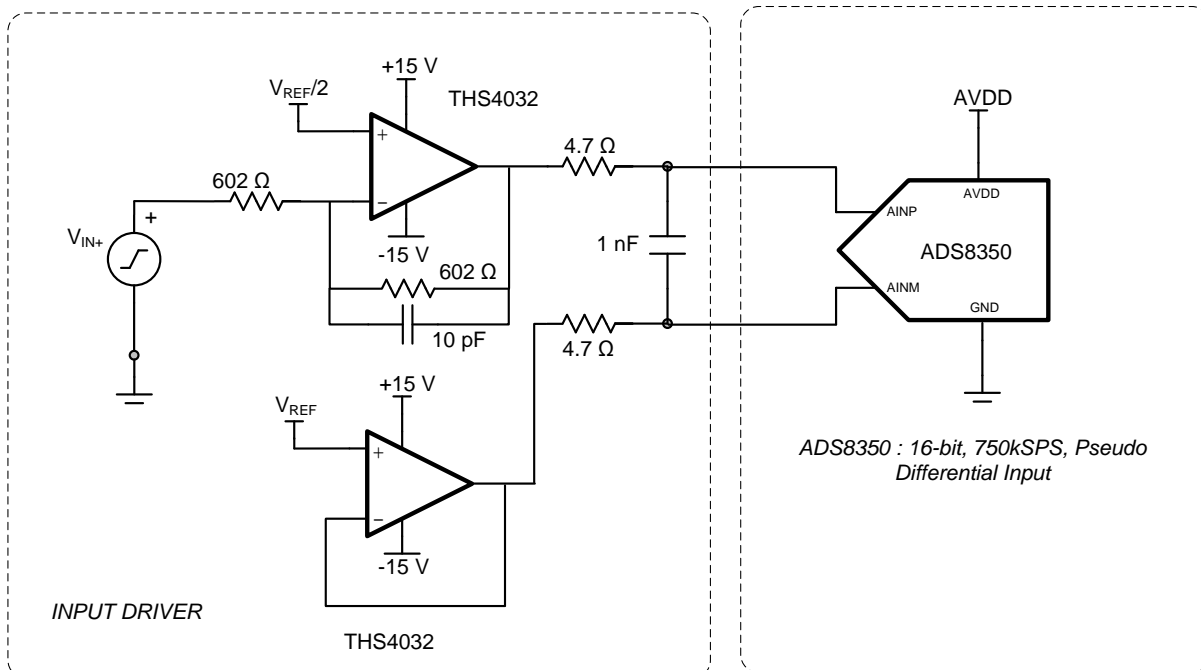 +15 V
V_REF/2
THS4032
+
−
602 Ω
+
V_IN+
-15 V
602 Ω
10 pF
4.7 Ω
1 nF
4.7 Ω
+15 V
V_REF
+
−
-15 V
INPUT DRIVER
THS4032
AVDD
AVDD
AINP
ADS8350
AINM
GND
ADS8350 : 16-bit, 750kSPS, Pseudo
Differential Input